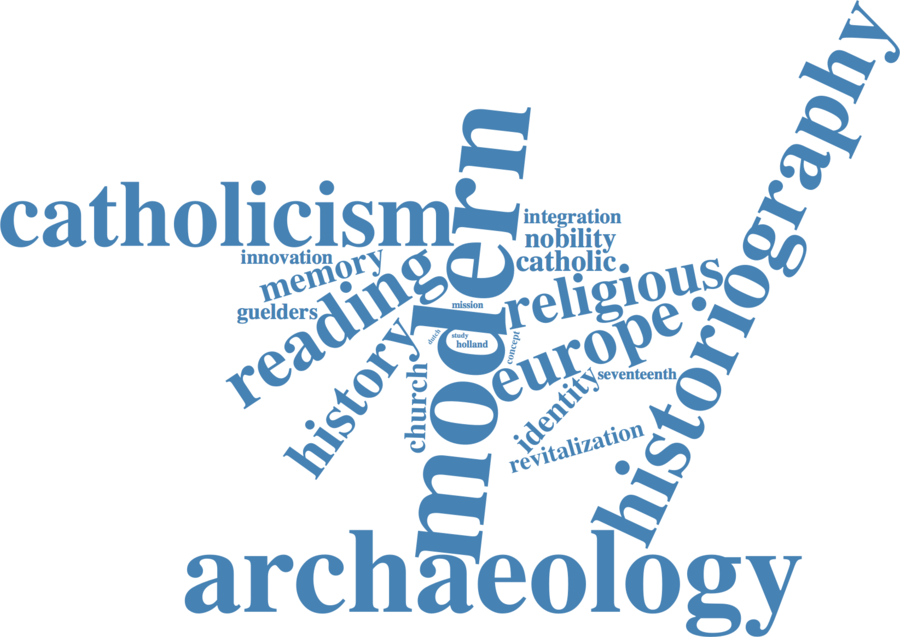 historiography
modern
catholicism
integration
nobility
catholic
innovation
memory
reading
religious
guelders
mission
europe
history
dutch
study
holland
concept
church
identity
seventeenth
revitalization
archaeology